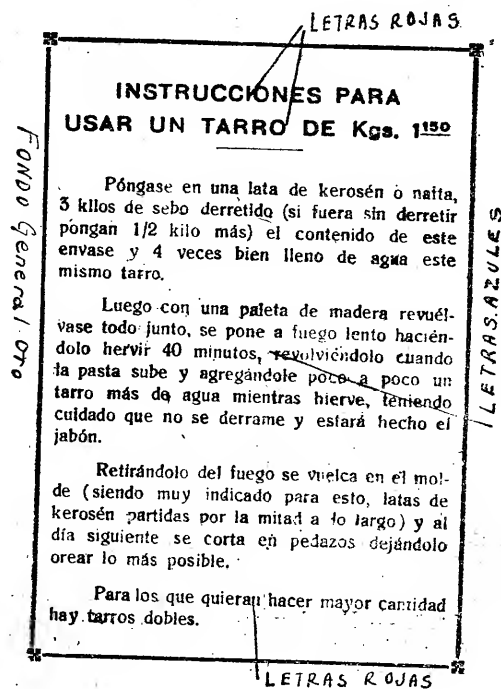 LETRAS ROJAS
INSTRUCCIONES PARA
USAR UN TARRO DE Kgs. 1150
FONDO General ORO
LETRAS AZULES
Póngase en una lata de kerosén o nafta,
3 kilos de sebo derretido (si fuera sin derretir
pongan 1/2 kilo más) el contenido de este
envase y 4 veces bien lleno de agua este
mismo tarro.
Luego con una paleta de madera revuél-
vase todo junto, se pone a fuego lento hacién-
dolo hervir 40 minutos, revolviéndolo cuando
la pasta sube y agregándole poco a poco un
tarro más de agua mientras hierve, teniendo
cuidado que no se derrame y estará hecho el
jabón.
Retirándolo del fuego se vuelca en el mol-
de (siendo muy indicado para esto, latas de
kerosén partidas por la mitad a lo largo) y al
día siguiente se corta en pedazos dejándolo
orear lo más posible.
Para los que quieran hacer mayor cantidad
hay tarros dobles.
LETRAS ROJAS